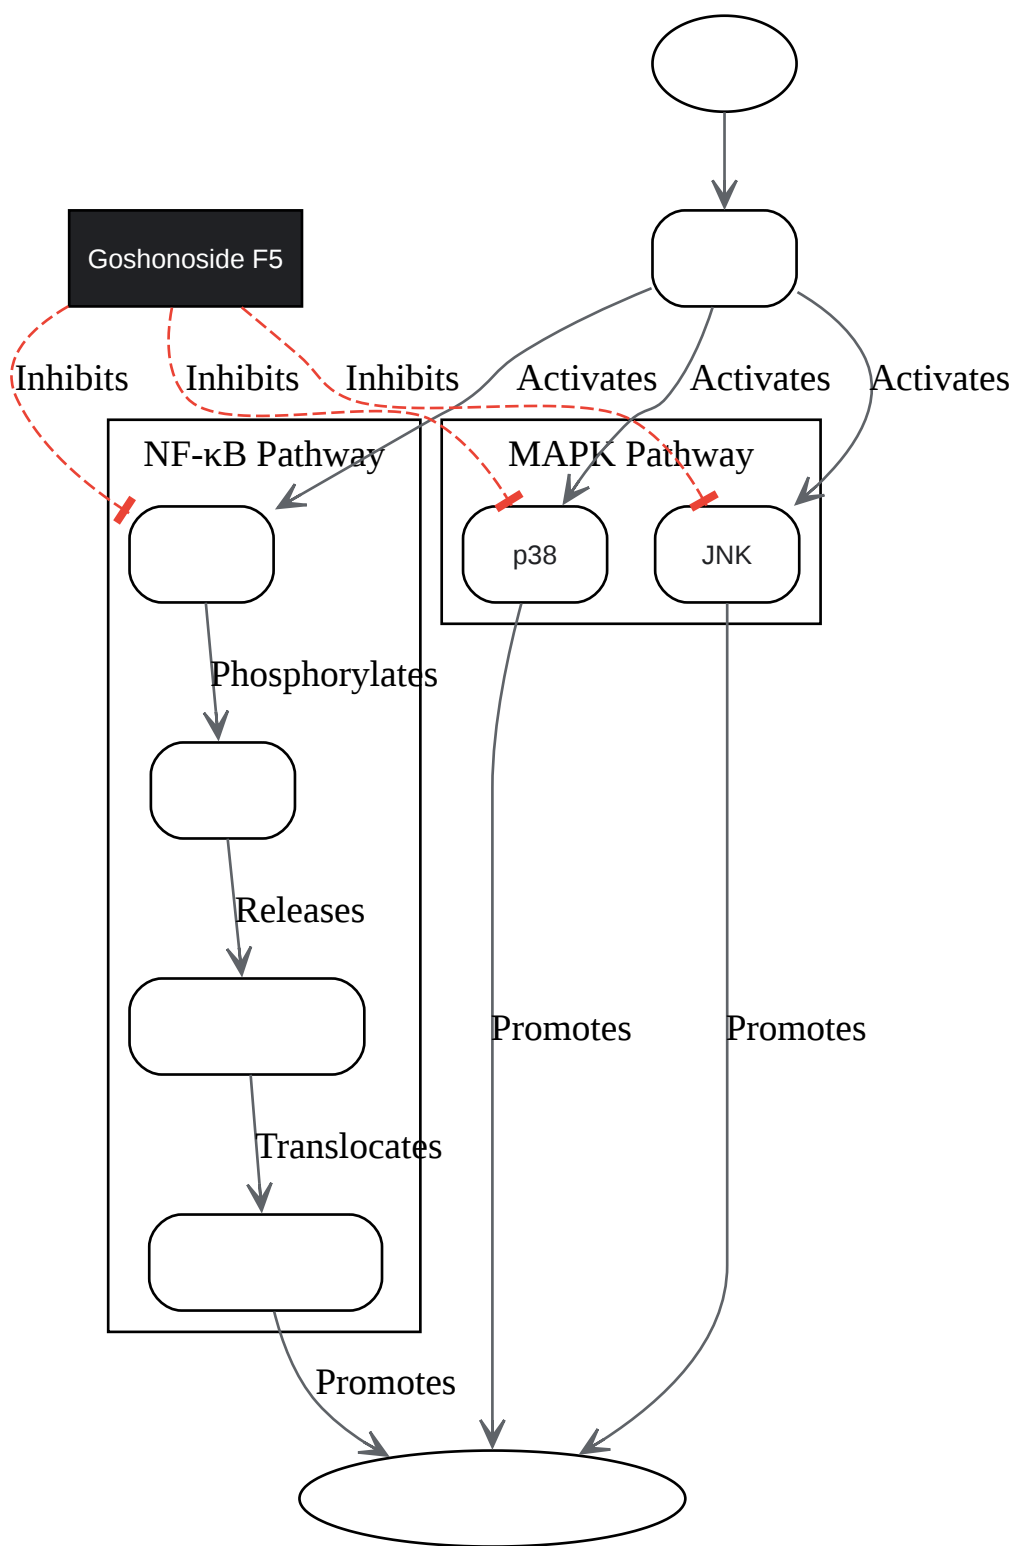 Goshonoside F5
Inhibits
Inhibits
Inhibits
Activates
Activates
Activates
NF-κB Pathway
MAPK Pathway
p38
JNK
Phosphorylates
Releases
Promotes
Promotes
Translocates
Promotes